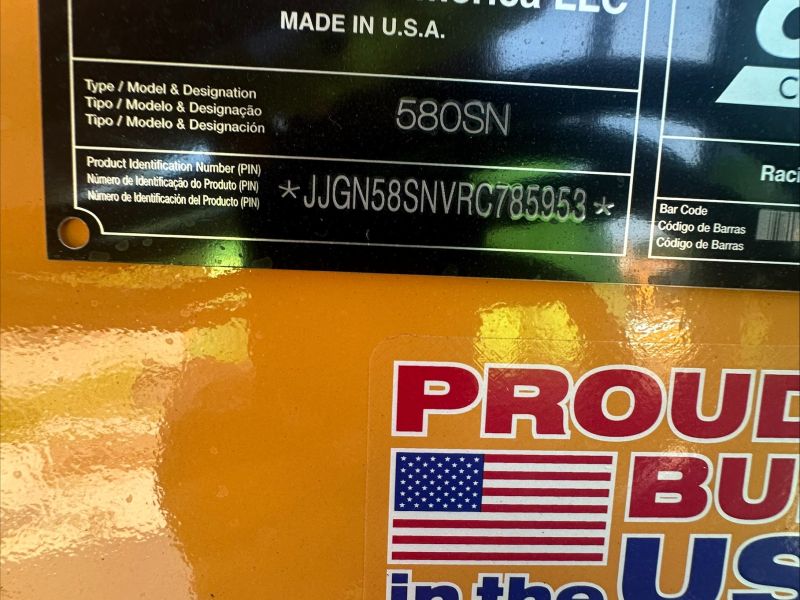 LLC
MADE IN U.S.A.
Type / Model & Designation
Tipo / Modelo & Designação
Tipo / Modelo & Designación
580SN
Product Identification Number (PIN)
Número de Identificação do Produto (PIN)
Número de Identificación del Producto (PIN)
*JJGN58SNVRC785953*
Raci
Bar Code
Código de Barras
Código de Barras
PROUD
BU
in the US